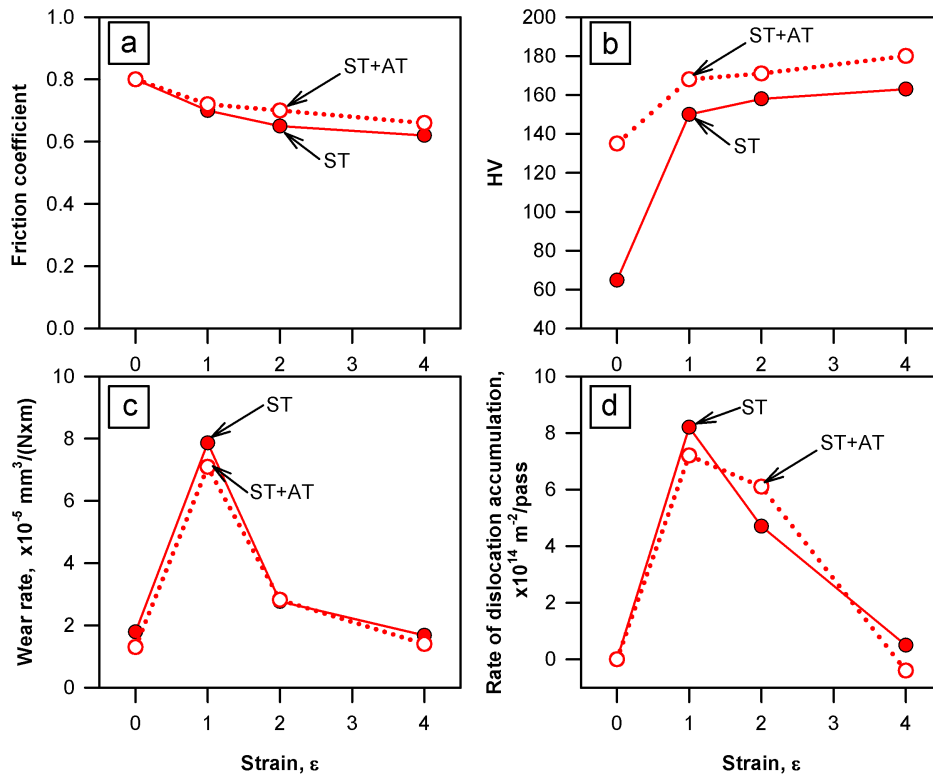 a
Friction coefficient
1.0
0.8
0.6
0.4
0.2
0.0
ST+AT
ST
0 1 2 3 4
b
HV
200
180
160
140
120
100
80
60
40
ST+AT
ST
0 1 2 3 4
c
Wear rate, x10⁻⁵ mm³/(Nxm)
10
8
6
4
2
0
ST
ST+AT
0 1 2 3 4
Strain, ε
d
Rate of dislocation accumulation,
x10¹⁴ m⁻²/pass
10
8
6
4
2
0
ST
ST+AT
0 1 2 3 4
Strain, ε